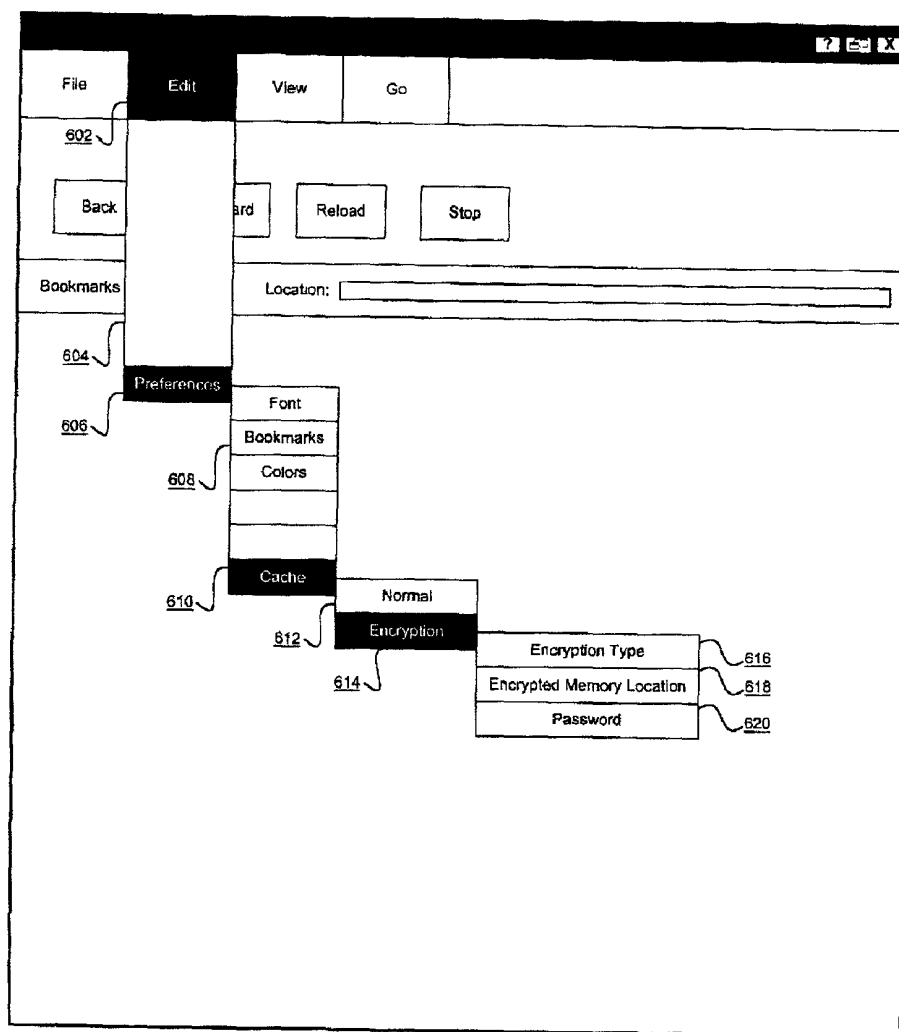 ? X
File Edit View Go
602
Back ard Reload Stop
Bookmarks Location:
604
Preferences
606
Font
Bookmarks
608
Colors
Cache
610
Normal
612
Encryption
614
Encryption Type
616
Encrypted Memory Location
618
Password
620